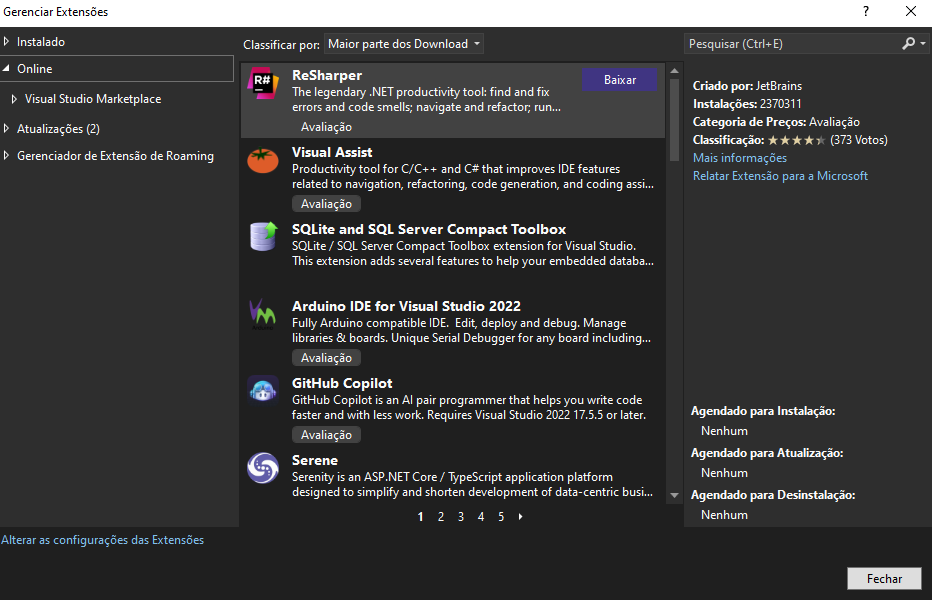 Gerenciar Extensões
?
Instalado
Online
Visual Studio Marketplace
Atualizações (2)
Gerenciador de Extensão de Roaming
Classificar por:
Maior parte dos Download
R#
ReSharper
Baixar
The legendary .NET productivity tool: find and fix
errors and code smells; navigate and refactor; run...
Avaliação
Visual Assist
Productivity tool for C/C++ and C# that improves IDE features
related to navigation, refactoring, code generation, and coding assi...
Avaliação
SQLite and SQL Server Compact Toolbox
SQLite / SQL Server Compact Toolbox extension for Visual Studio.
This extension adds several features to help your embedded databa...
Arduino IDE for Visual Studio 2022
Fully Arduino compatible IDE.  Edit, deploy and debug. Manage
libraries & boards. Unique Serial Debugger for any board including...
Avaliação
GitHub Copilot
GitHub Copilot is an AI pair programmer that helps you write code
faster and with less work. Requires Visual Studio 2022 17.5.5 or later.
Avaliação
Serene
Serenity is an ASP.NET Core / TypeScript application platform
designed to simplify and shorten development of data-centric busi...
1 2 3 4 5
Pesquisar (Ctrl+E)
Criado por: JetBrains
Instalações: 2370311
Categoria de Preços: Avaliação
Classificação: (373 Votos)
Mais informações
Relatar Extensão para a Microsoft
Agendado para Instalação:
Nenhum
Agendado para Atualização:
Nenhum
Agendado para Desinstalação:
Nenhum
Alterar as configurações das Extensões
Fechar